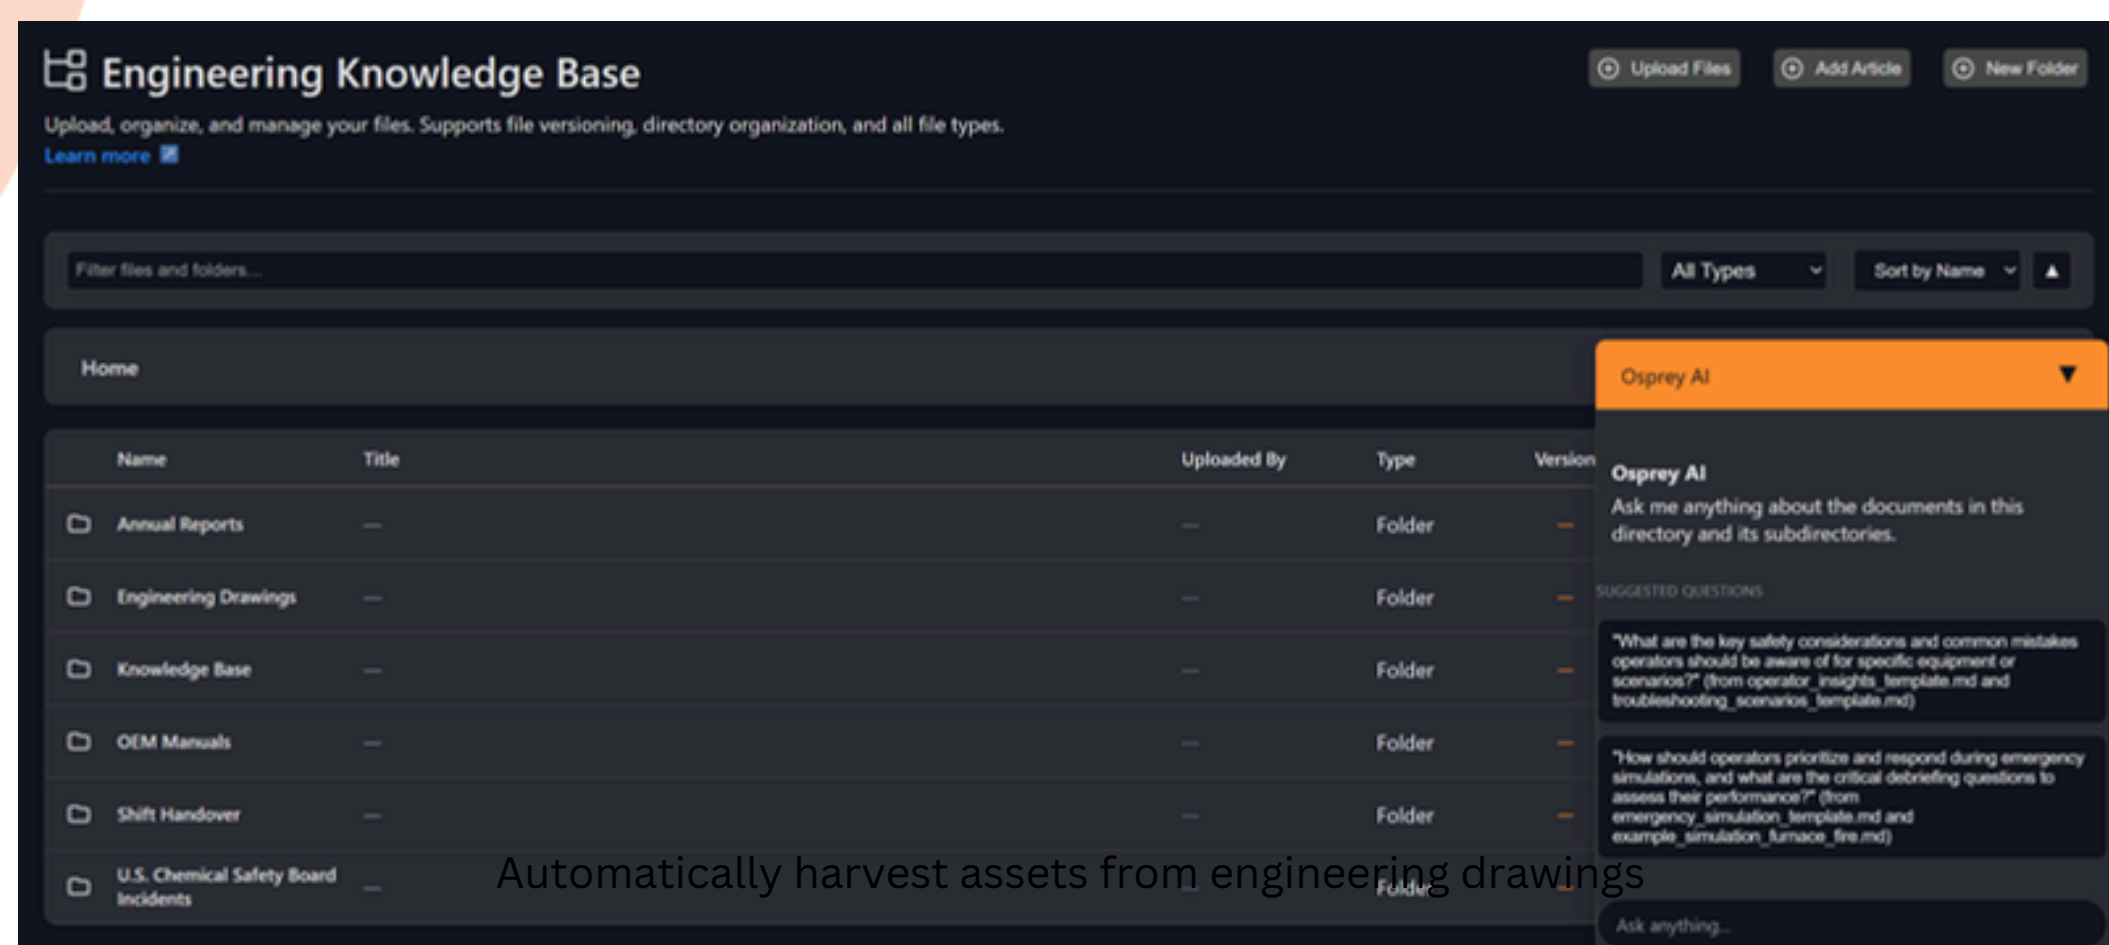 Engineering Knowledge Base
Upload Files
Add Article
New Folder
Upload, organize, and manage your files. Supports file versioning, directory organization, and all file types.
Learn more
Filter files and folders...
All Types
Sort by Name
▲
Home
Osprey AI
▼
Name Title Uploaded By Type Version
Annual Reports — — Folder —
Engineering Drawings — — Folder —
Knowledge Base — — Folder —
OEM Manuals — — Folder —
Shift Handover — — Folder —
U.S. Chemical Safety Board
Incidents
— — Folder —
Automatically harvest assets from engineering drawings
Osprey AI
Ask me anything about the documents in this
directory and its subdirectories.
SUGGESTED QUESTIONS
"What are the key safety considerations and common mistakes
operators should be aware of for specific equipment or
scenarios?" (from operator_insights_template.md and
troubleshooting_scenarios_template.md)
"How should operators prioritize and respond during emergency
simulations, and what are the critical debriefing questions to
assess their performance?" (from
emergency_simulation_template.md and
example_simulation_furnace_fire.md)
Ask anything...